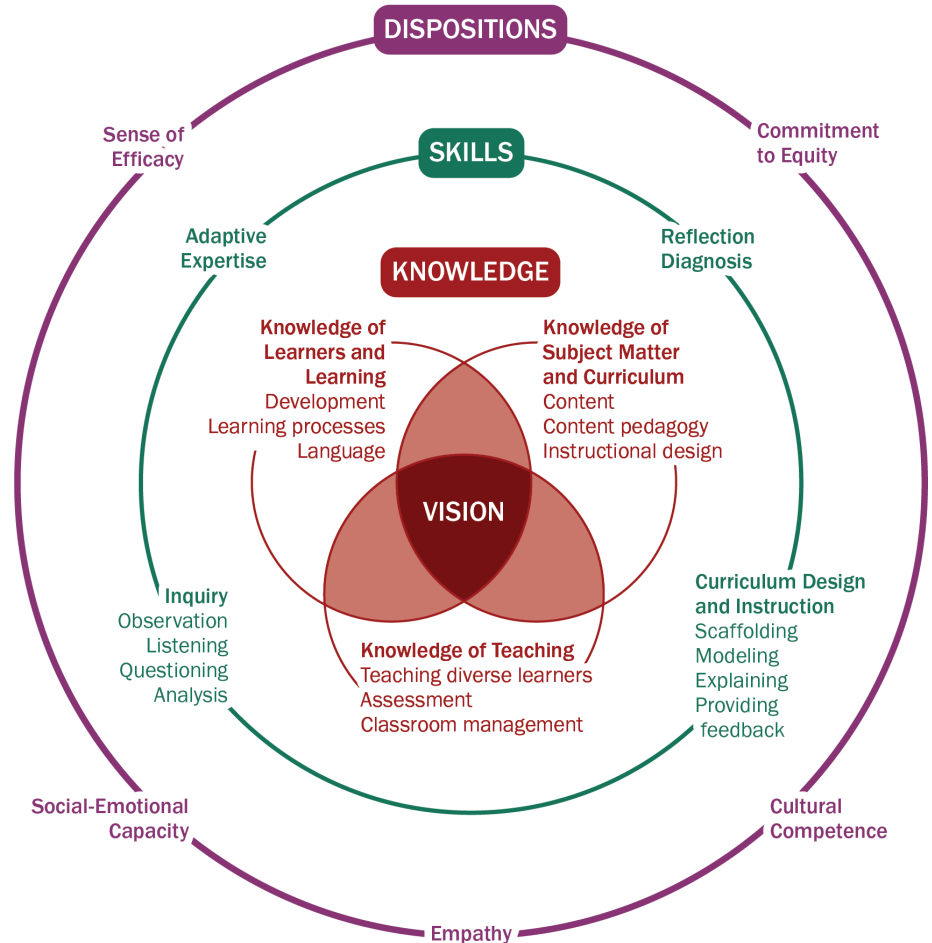 DISPOSITIONS
Sense of
Efficacy
Commitment
to Equity
SKILLS
Adaptive
Expertise
Reflection
Diagnosis
KNOWLEDGE
Knowledge of
Learners and
Learning
Development
Learning processes
Language
Knowledge of
Subject Matter
and Curriculum
Content
Content pedagogy
Instructional design
VISION
Inquiry
Observation
Listening
Questioning
Analysis
Knowledge of Teaching
Teaching diverse learners
Assessment
Classroom management
Curriculum Design
and Instruction
Scaffolding
Modeling
Explaining
Providing
feedback
Social-Emotional
Capacity
Cultural
Competence
Empathy